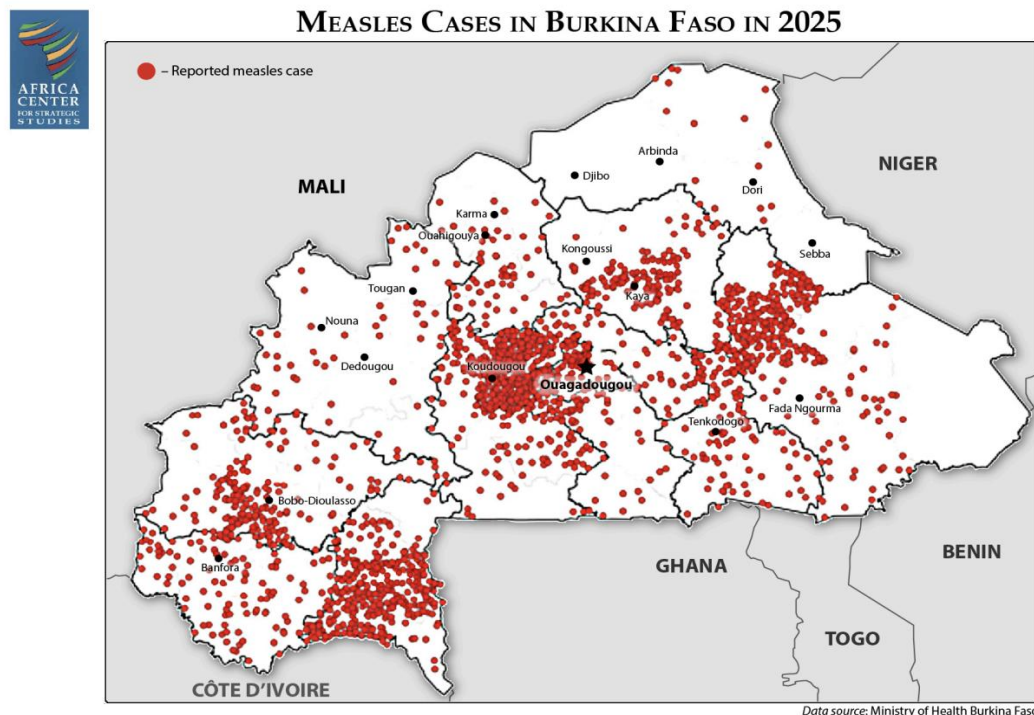 MEASLES CASES IN BURKINA FASO IN 2025
AFRICA
CENTER
FOR STRATEGIC
STUDIES
– Reported measles case
MALI
NIGER
Arbinda
Djibo
Dori
Karma
Ouahigouya
Sebba
Kongoussi
Tougan
Kaya
Nouna
Dedougou
Koudougou
Ouagadougou
Fada Ngourma
Tenkodogo
Bobo-Dioulasso
Banfora
GHANA
BENIN
TOGO
CÔTE D'IVOIRE
Data source: Ministry of Health Burkina Faso